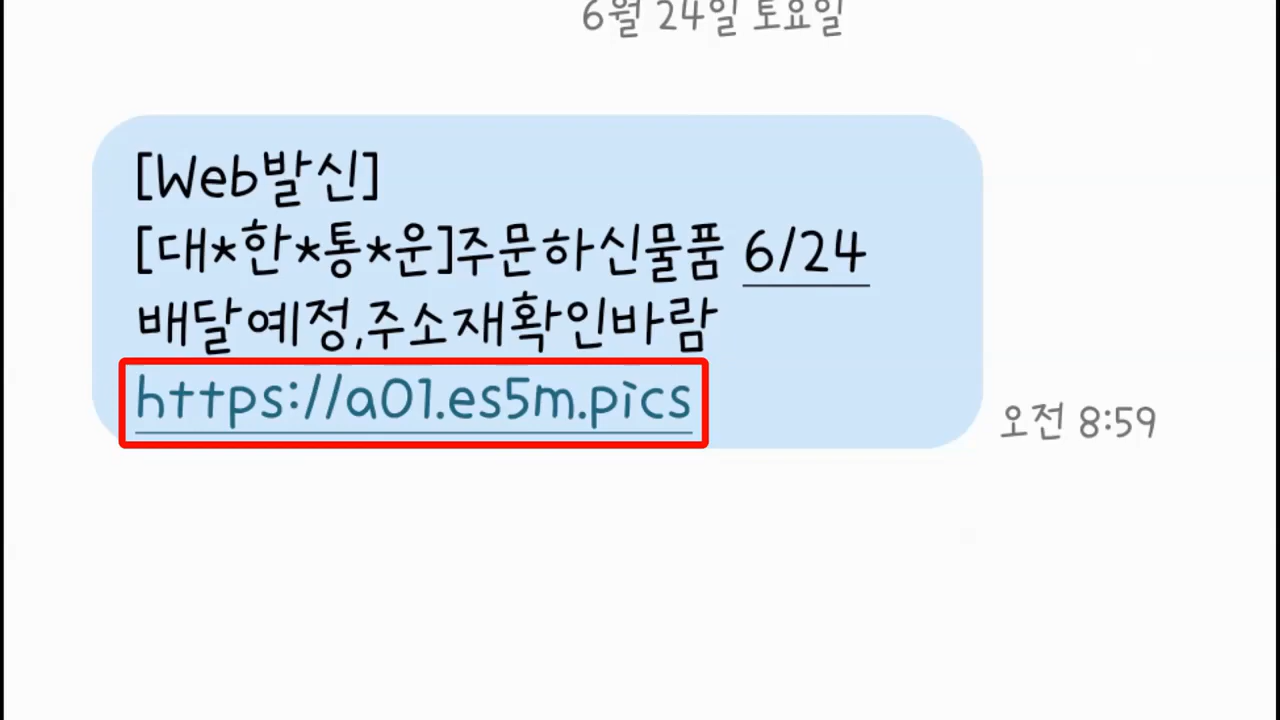 6월 24일 토요일
[Web발신]
[대*한*통*운]주문하신물품 6/24
배달예정,주소재확인바람
https://a01.es5m.pics
오전 8:59